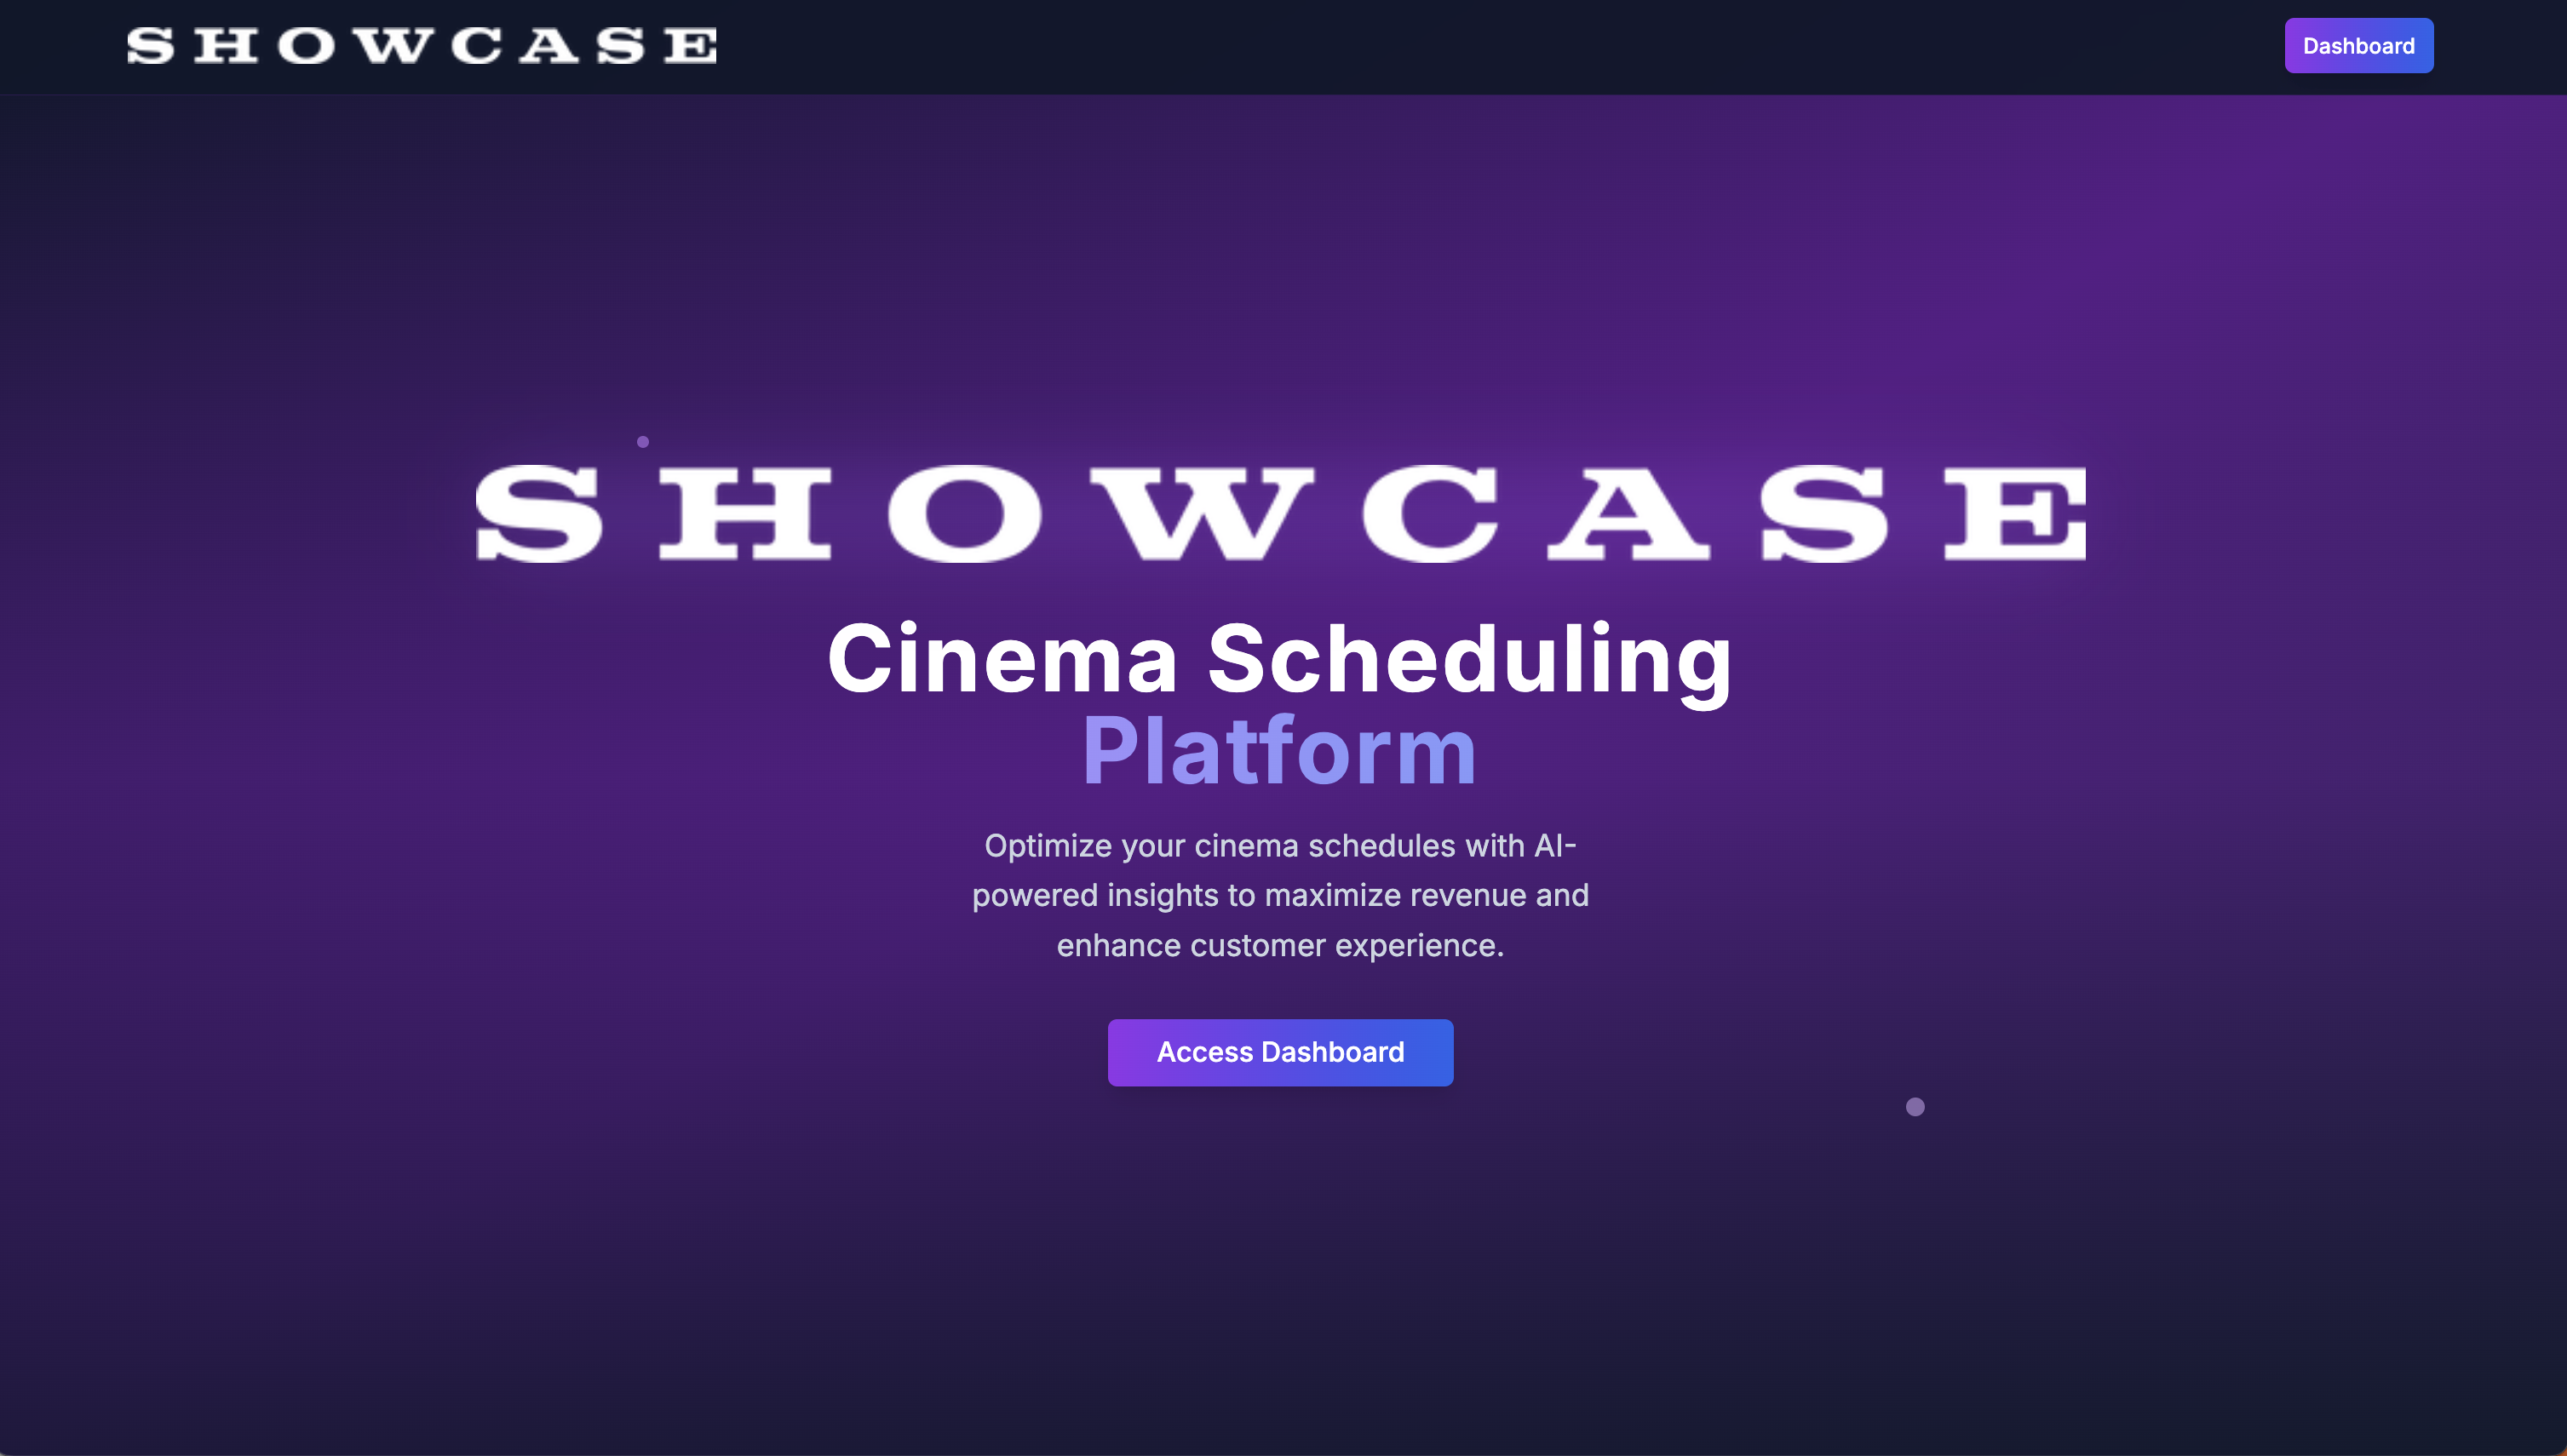 SHOWCASE
Dashboard
SHOWCASE
Cinema Scheduling
Platform
Optimize your cinema schedules with AI-
powered insights to maximize revenue and
enhance customer experience.
Access Dashboard